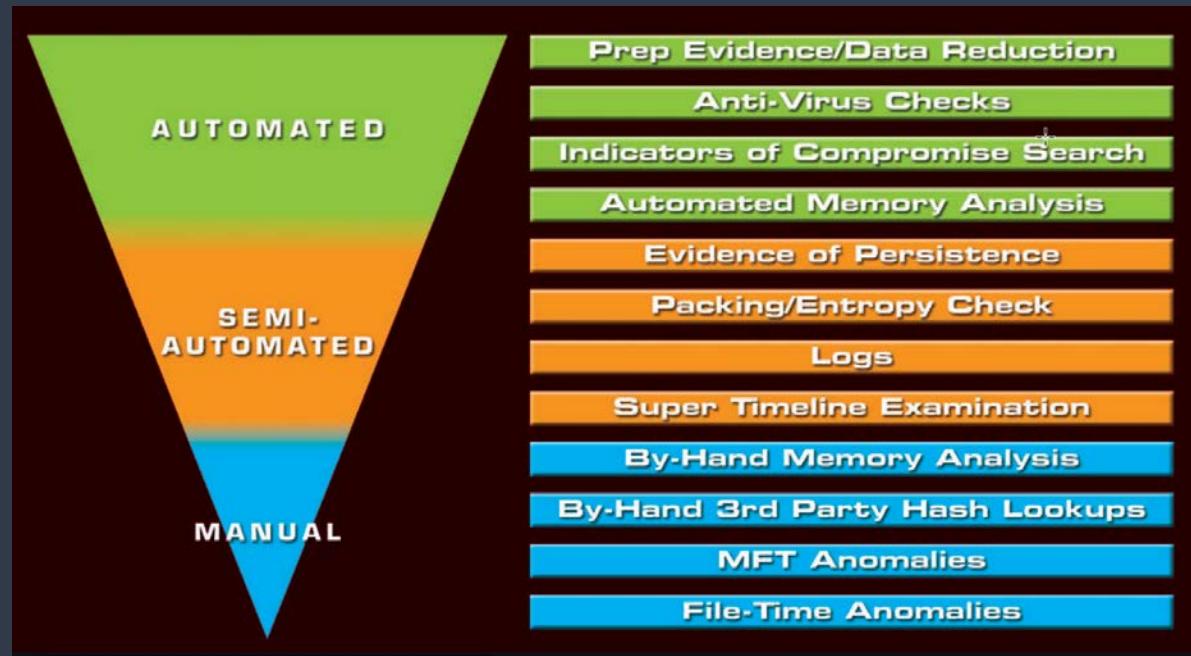 AUTOMATED
SEMI-
AUTOMATED
MANUAL
Prep Evidence/Data Reduction
Anti-Virus Checks
Indicators of Compromise Search
Automated Memory Analysis
Evidence of Persistence
Packing/Entropy Check
Logs
Super Timeline Examination
By-Hand Memory Analysis
By-Hand 3rd Party Hash Lookups
MFT Anomalies
File-Time Anomalies